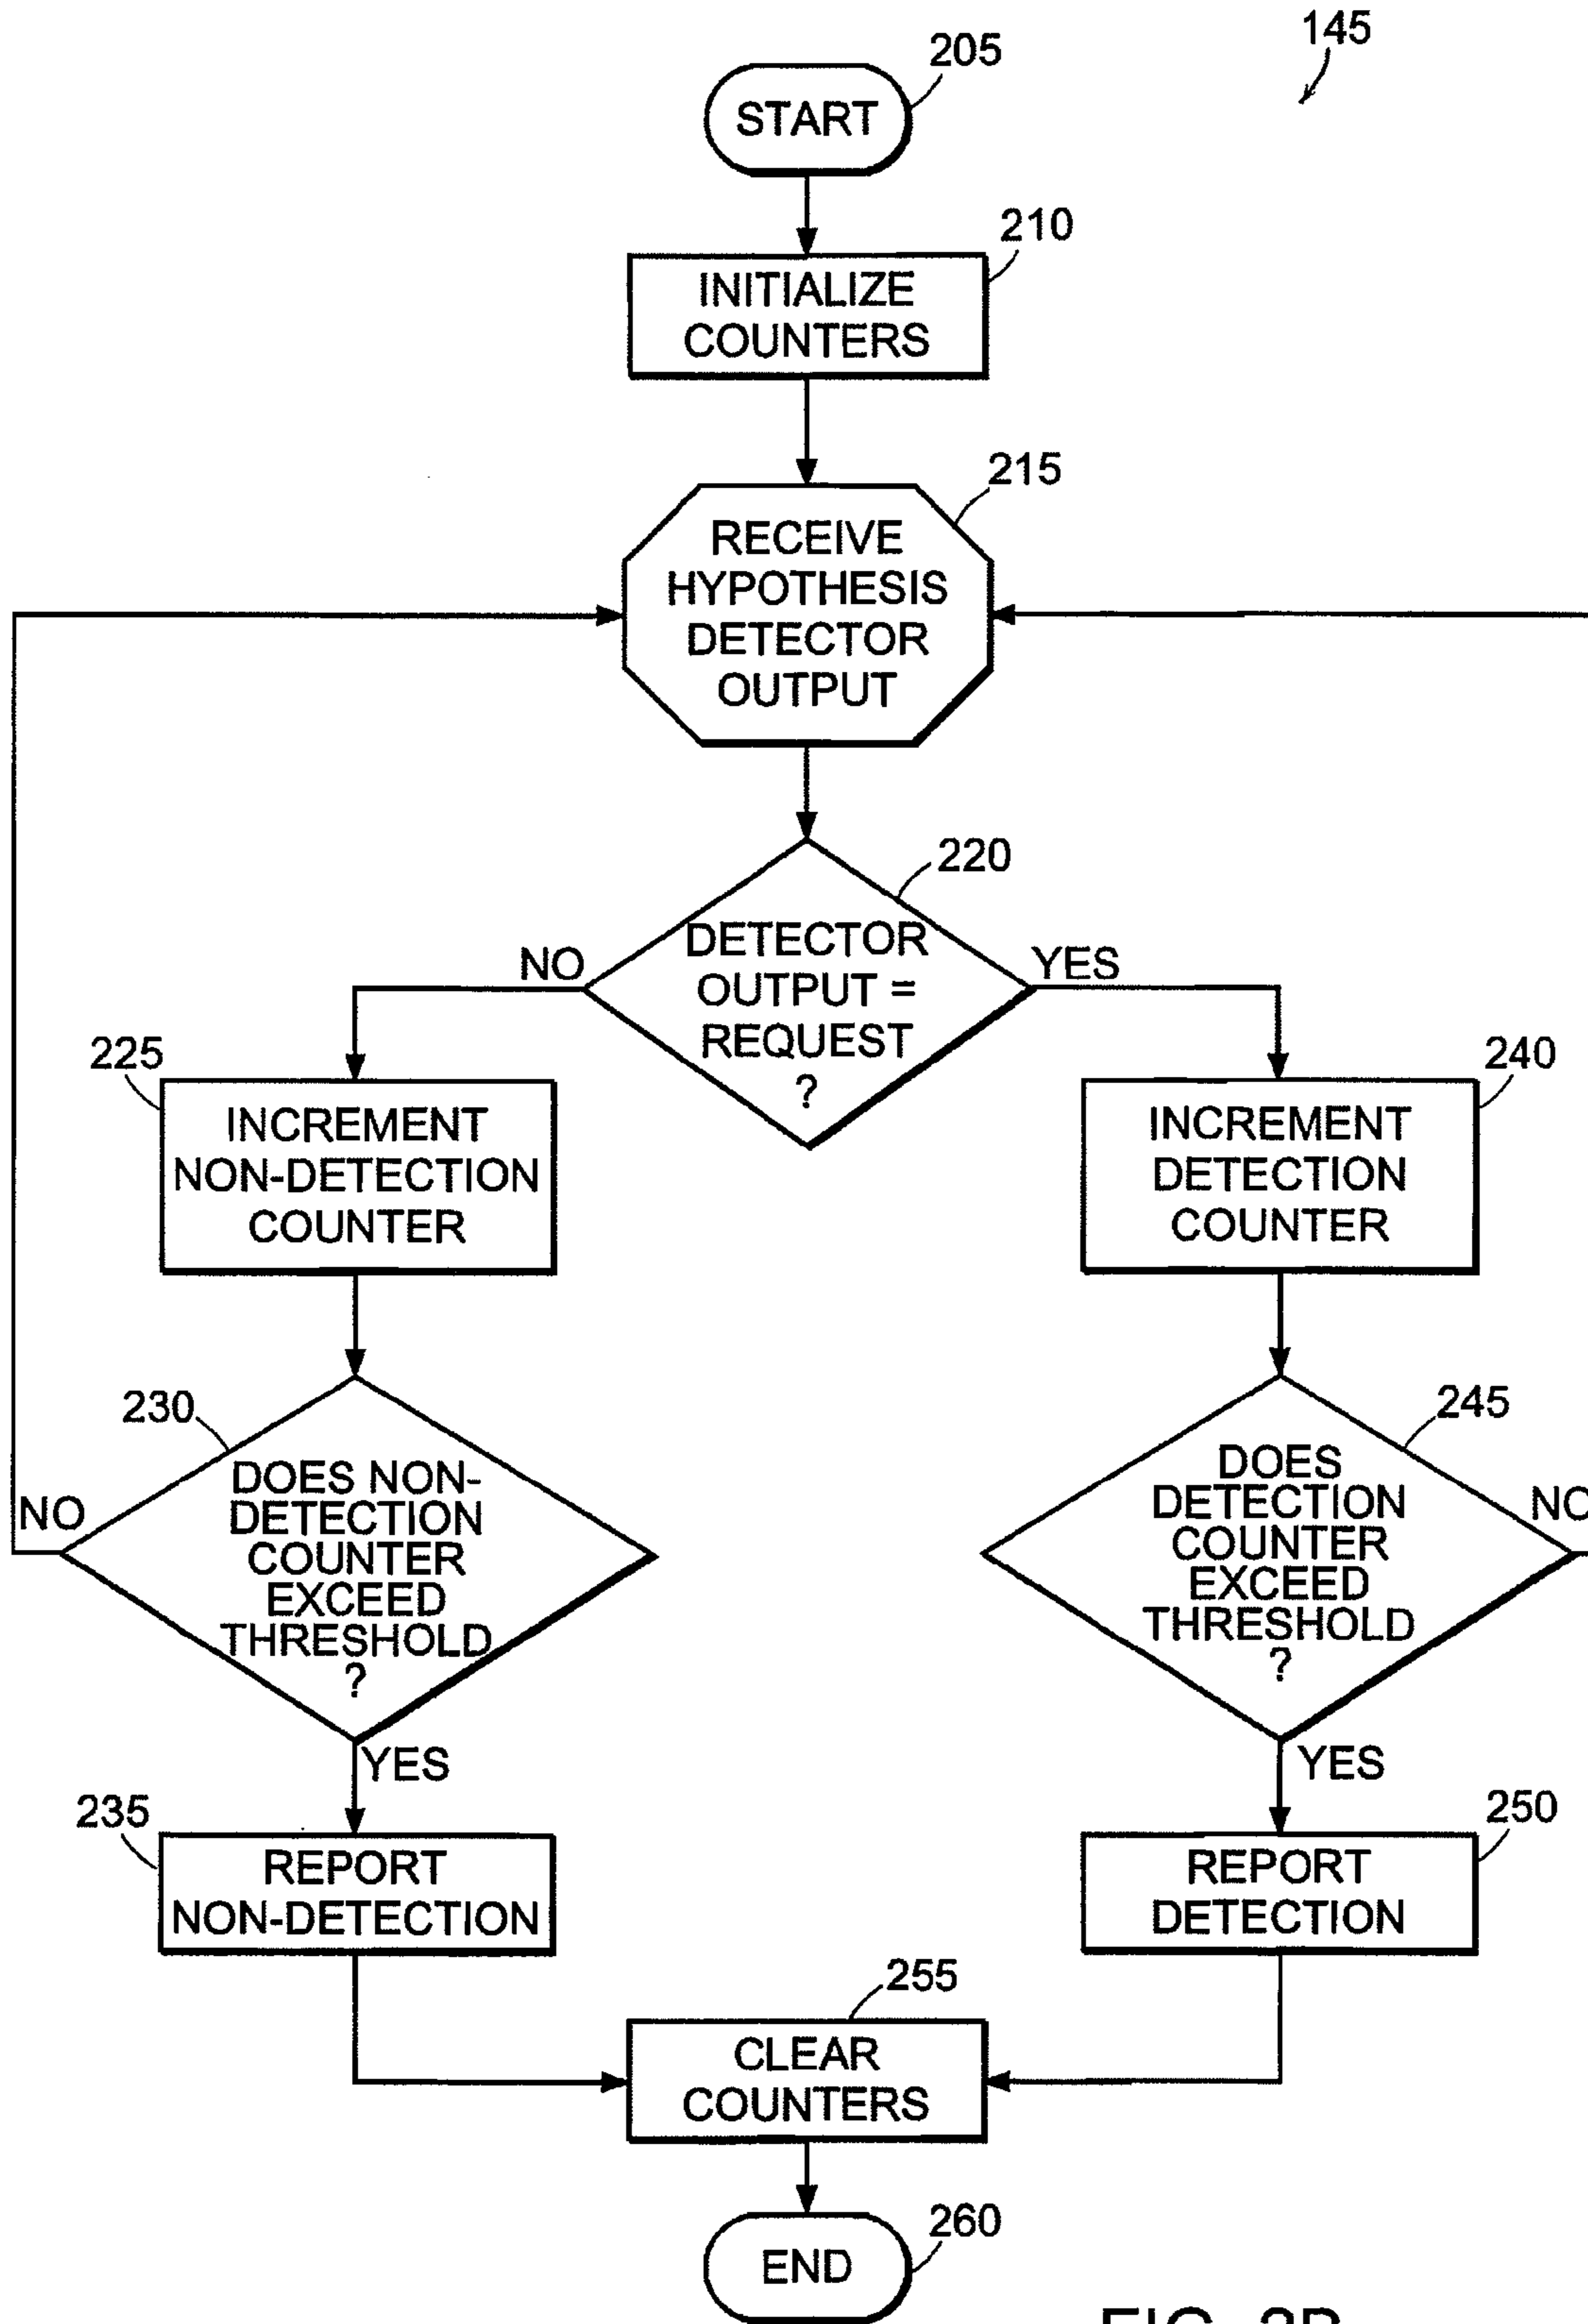 145
205
START
210
INITIALIZE
COUNTERS
215
RECEIVE
HYPOTHESIS
DETECTOR
OUTPUT
220
DETECTOR
OUTPUT =
REQUEST
?
NO
YES
225
INCREMENT
NON-DETECTION
COUNTER
240
INCREMENT
DETECTION
COUNTER
230
DOES NON-
DETECTION
COUNTER
EXCEED
THRESHOLD
?
NO
YES
245
DOES
DETECTION
COUNTER
EXCEED
THRESHOLD
?
NO
YES
235
REPORT
NON-DETECTION
250
REPORT
DETECTION
255
CLEAR
COUNTERS
260
END